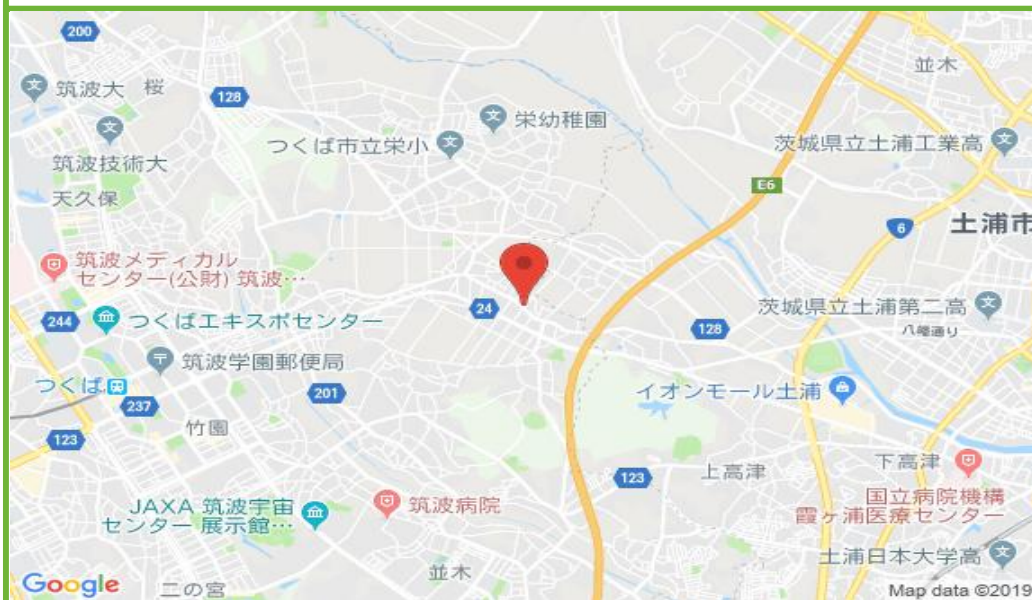 200
並木
筑波大
桜
128
栄幼稚園
つくば市立栄小
茨城県立土浦工業高
筑波技術大
天久保
E6
6
土浦市
筑波メディカル
センター(公財) 筑波…
24
茨城県立土浦第二高
八幡通り
244
つくばエキスポセンター
128
筑波学園郵便局
つくば
201
イオンモール土浦
237
竹園
123
下高津
123
上高津
JAXA 筑波宇宙
センター 展示館…
筑波病院
国立病院機構
霞ヶ浦医療センター
土浦日本大学高
並木
Google
二の宮
Map data ©2019